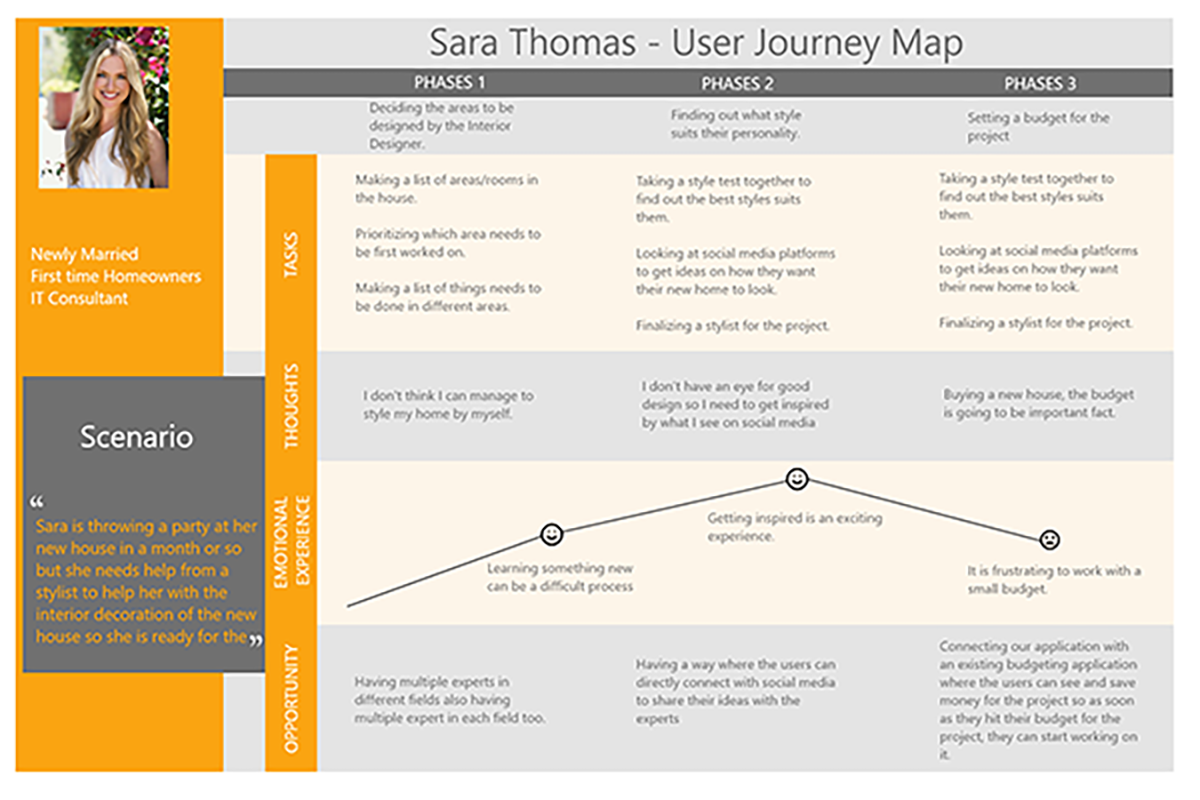 Sara Thomas - User Journey Map
PHASES 1
PHASES 2
PHASES 3
Deciding the areas to be
designed by the Interior
Designer.
Finding out what style
suits their personality.
Setting a budget for the
project
Newly Married
First time Homeowners
IT Consultant
Scenario
“
Sara is throwing a party at her
new house in a month or so
but she needs help from a
stylist to help her with the
interior decoration of the new
house so she is ready for the ”
TASKS
Making a list of areas/rooms in
the house.
Prioritizing which area needs to
be first worked on.
Making a list of things needs to
be done in different areas.
Taking a style test together to
find out the best styles suits
them.
Looking at social media platforms
to get ideas on how they want
their new home to look.
Finalizing a stylist for the project.
Taking a style test together to
find out the best styles suits
them.
Looking at social media platforms
to get ideas on how they want
their new home to look.
Finalizing a stylist for the project.
THOUGHTS
I don't think I can manage to
style my home by myself.
I don't have an eye for good
design so I need to get inspired
by what I see on social media
Buying a new house, the budget
is going to be important fact.
EMOTIONAL
EXPERIENCE
Learning something new
can be a difficult process
Getting inspired is an exciting
experience.
It is frustrating to work with a
small budget.
OPPORTUNITY
Having multiple experts in
different fields also having
multiple expert in each field too.
Having a way where the users can
directly connect with social media
to share their ideas with the
experts
Connecting our application with
an existing budgeting application
where the users can see and save
money for the project so as soon
as they hit their budget for the
project, they can start working on
it.